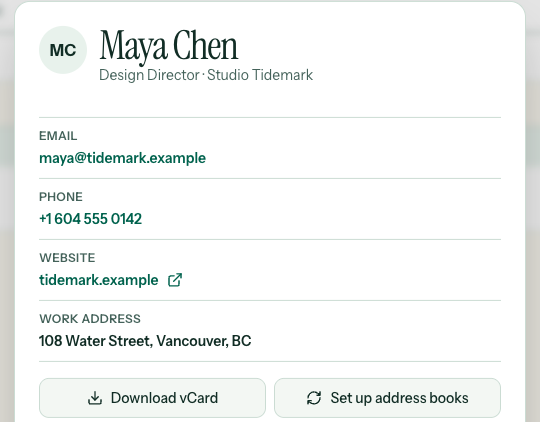 MC
Maya Chen
Design Director · Studio Tidemark
EMAIL
maya@tidemark.example
PHONE
+1 604 555 0142
WEBSITE
tidemark.example
WORK ADDRESS
108 Water Street, Vancouver, BC
Download vCard
Set up address books